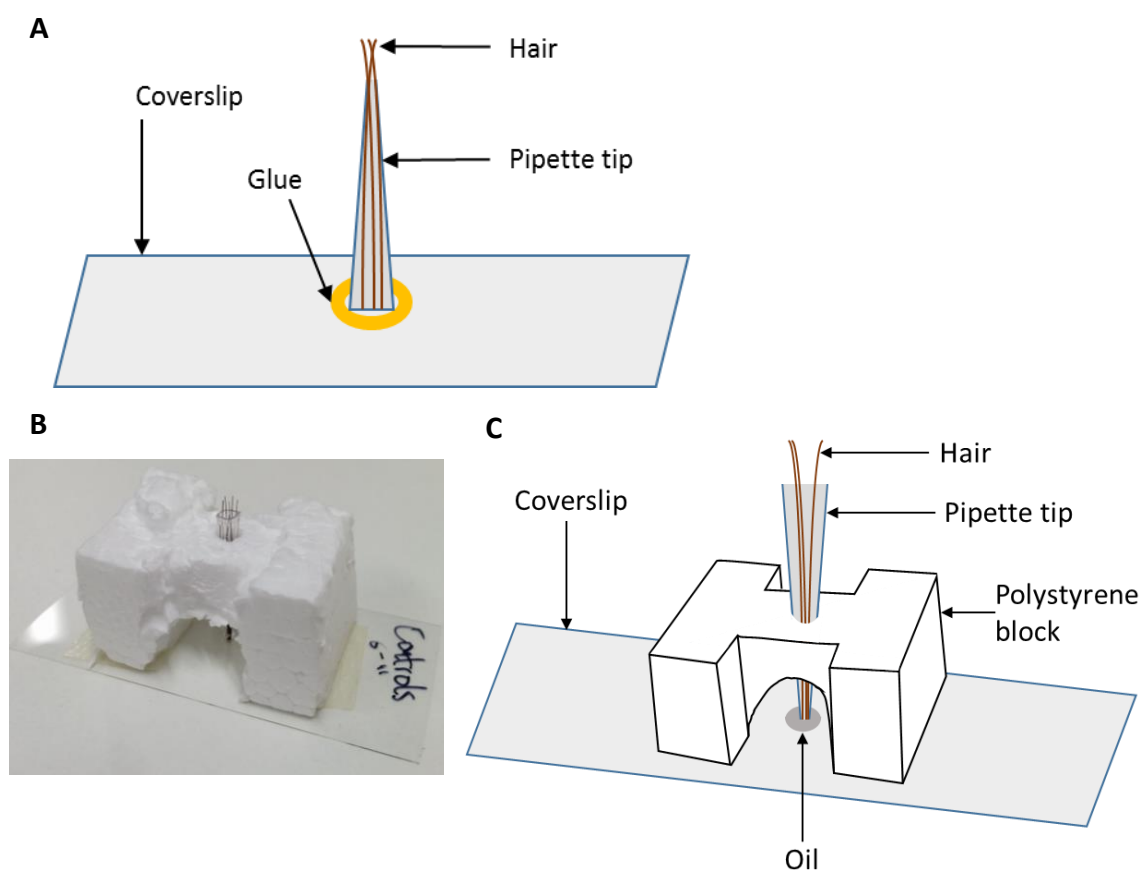 A
Hair
Coverslip
Pipette tip
Glue
B
Controls
C
Hair
Coverslip
Pipette tip
Polystyrene
block
Oil